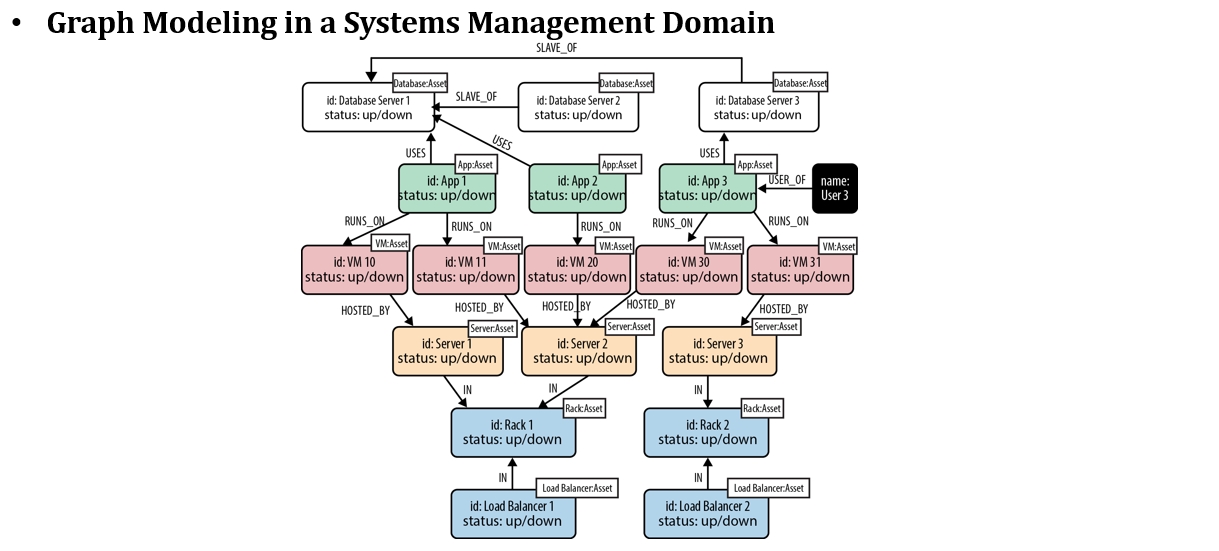 • Graph Modeling in a Systems Management Domain
SLAVE_OF
Database:Asset
Database:Asset
Database:Asset
id: Database Server 1
status: up/down
SLAVE_OF
id: Database Server 2
status: up/down
id: Database Server 3
status: up/down
USES
USES
USES
App:Asset
App:Asset
App:Asset
id: App 1
status: up/down
id: App 2
status: up/down
id: App 3
status: up/down
USER_OF
name:
User 3
RUNS_ON
RUNS_ON
RUNS_ON
RUNS_ON
RUNS_ON
VM:Asset
VM:Asset
VM:Asset
VM:Asset
VM:Asset
id: VM 10
status: up/down
id: VM 11
status: up/down
id: VM 20
status: up/down
id: VM 30
status: up/down
id: VM 31
status: up/down
HOSTED_BY
HOSTED_BY
HOSTED_BY
HOSTED_BY
HOSTED_BY
Server:Asset
Server:Asset
Server:Asset
id: Server 1
status: up/down
id: Server 2
status: up/down
id: Server 3
status: up/down
IN
IN
IN
Rack:Asset
Rack:Asset
id: Rack 1
status: up/down
id: Rack 2
status: up/down
IN
IN
Load Balancer:Asset
Load Balancer:Asset
id: Load Balancer 1
status: up/down
id: Load Balancer 2
status: up/down